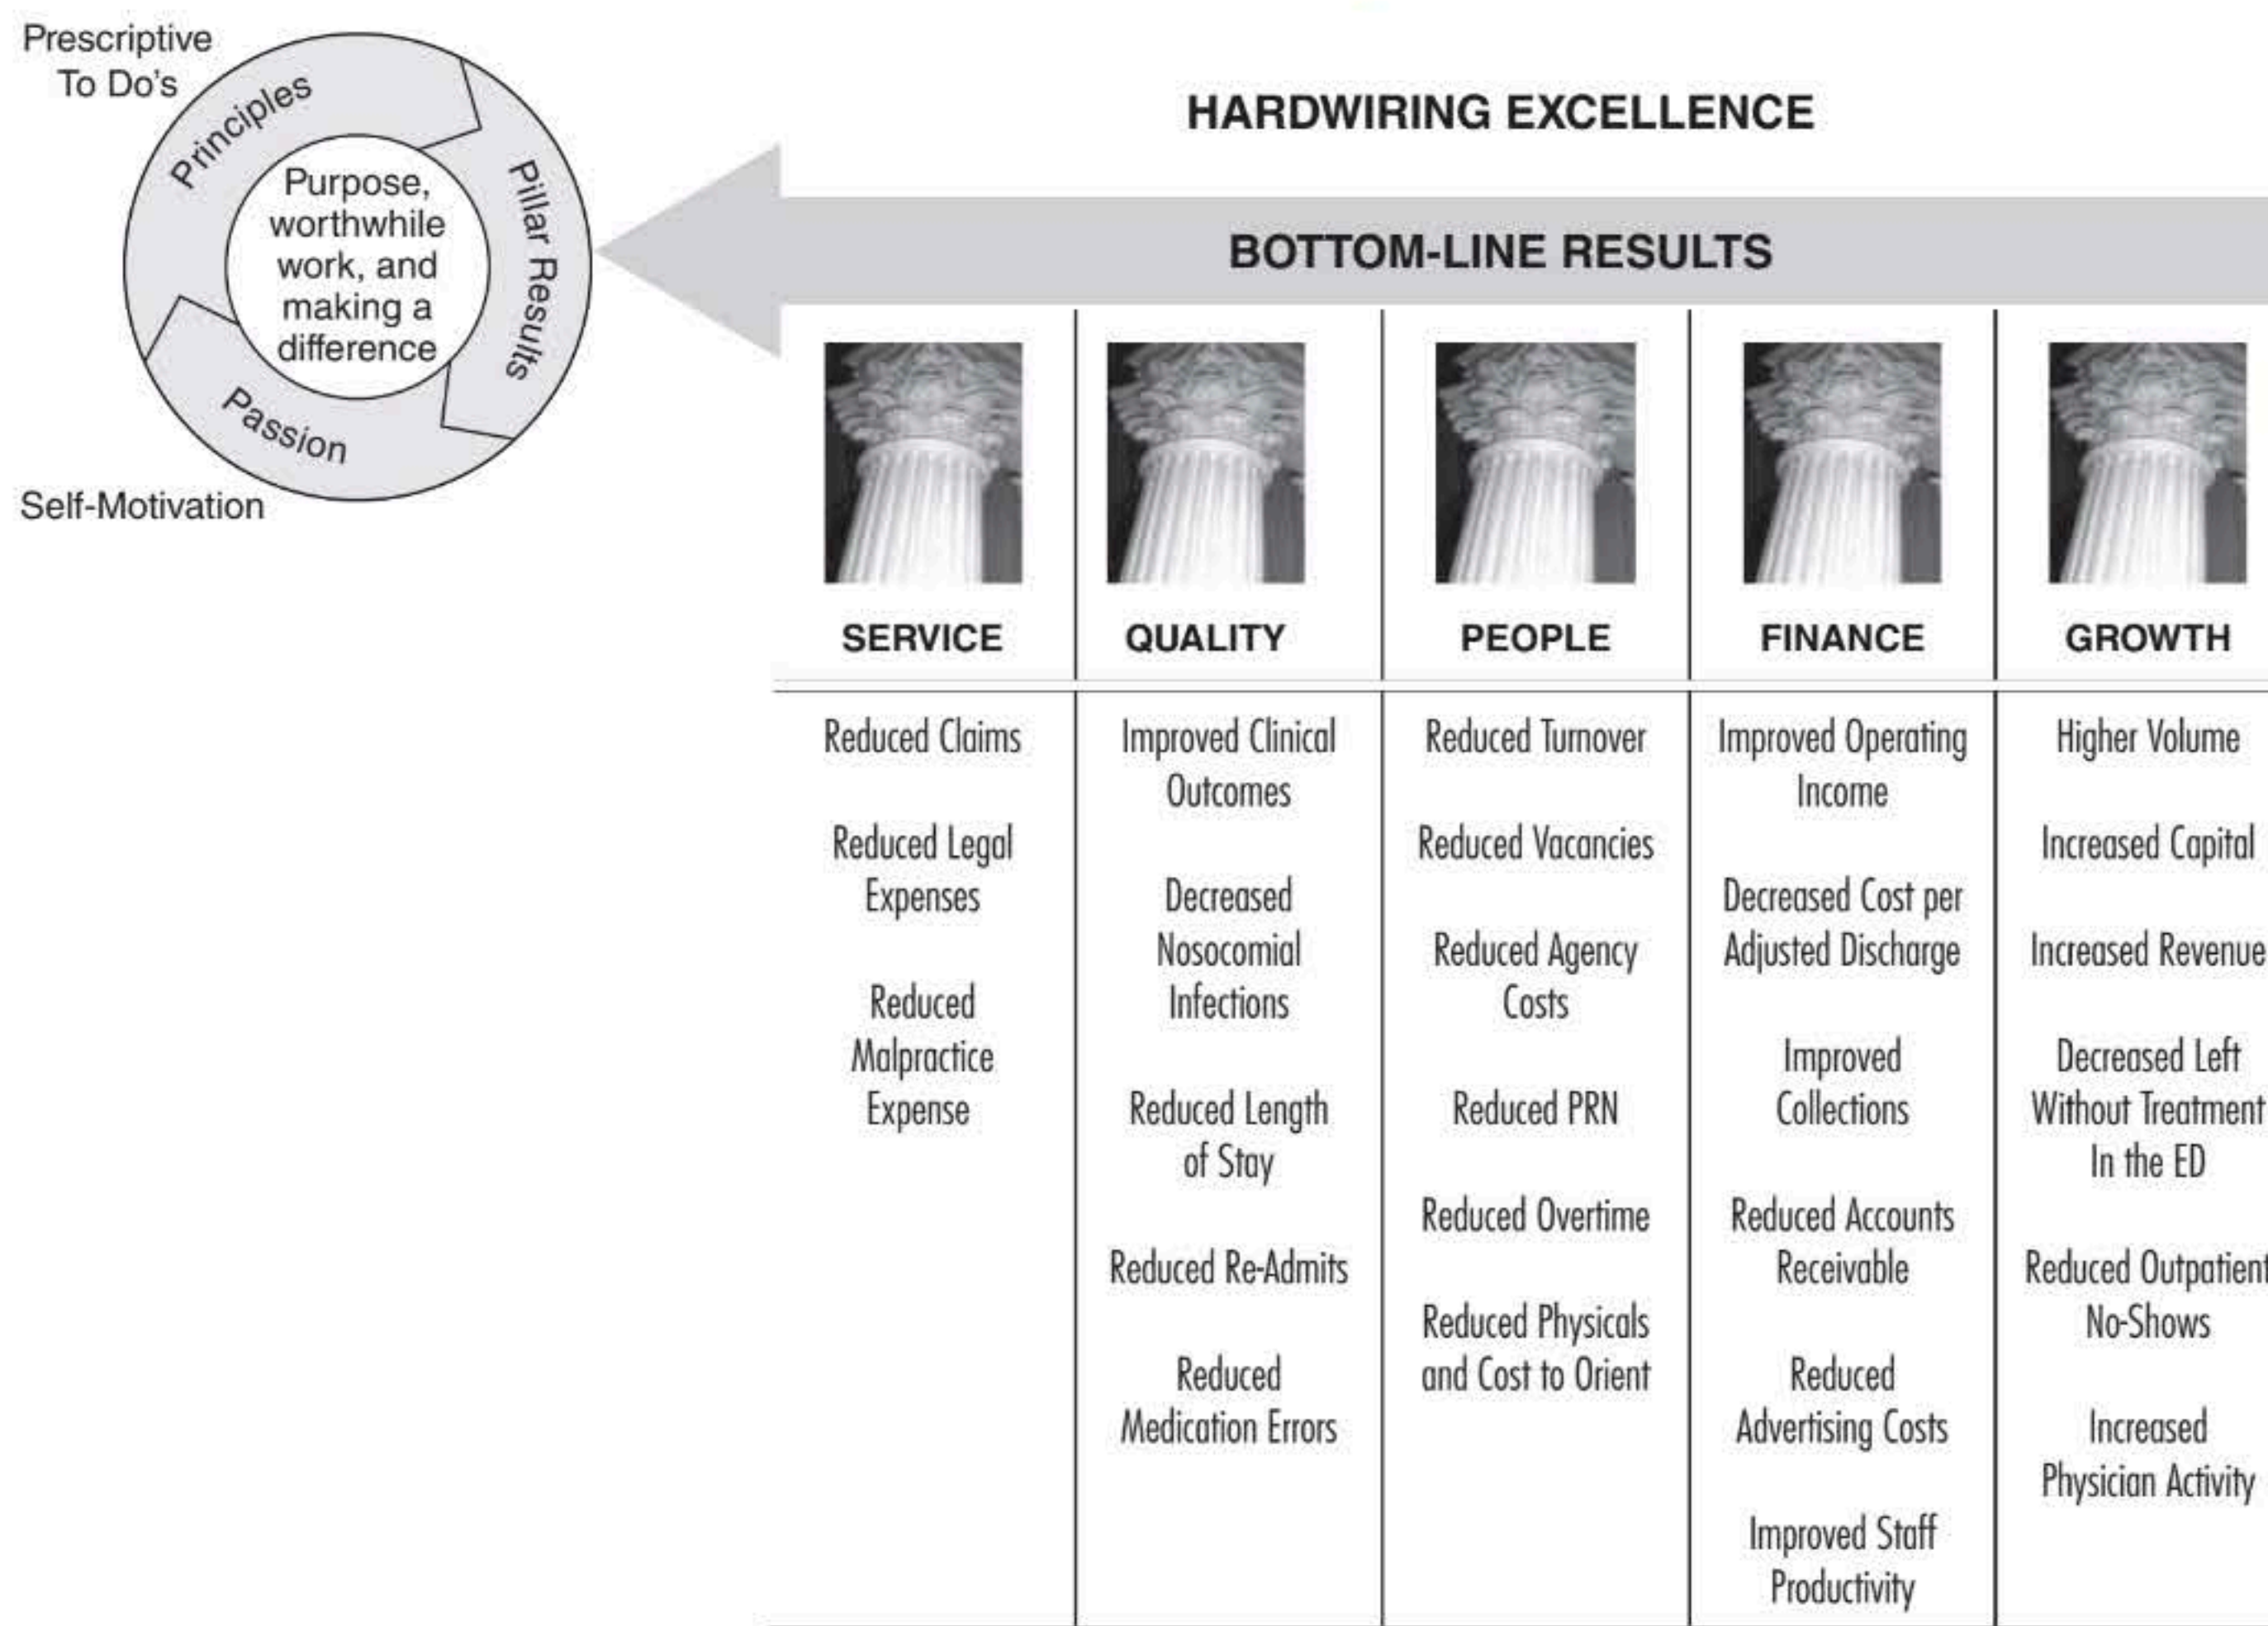 Prescriptive
To Do's
Principles
Pillar Results
Passion
Purpose,
worthwhile
work, and
making a
difference
Self-Motivation
HARDWIRING EXCELLENCE
BOTTOM-LINE RESULTS
SERVICE
Reduced Claims
Reduced Legal
Expenses
Reduced
Malpractice
Expense
QUALITY
Improved Clinical
Outcomes
Decreased
Nosocomial
Infections
Reduced Length
of Stay
Reduced Re-Admits
Reduced
Medication Errors
PEOPLE
Reduced Turnover
Reduced Vacancies
Reduced Agency
Costs
Reduced PRN
Reduced Overtime
Reduced Physicals
and Cost to Orient
FINANCE
Improved Operating
Income
Decreased Cost per
Adjusted Discharge
Improved
Collections
Reduced Accounts
Receivable
Reduced
Advertising Costs
Improved Staff
Productivity
GROWTH
Higher Volume
Increased Capital
Increased Revenue
Decreased Left
Without Treatment
In the ED
Reduced Outpatient
No-Shows
Increased
Physician Activity